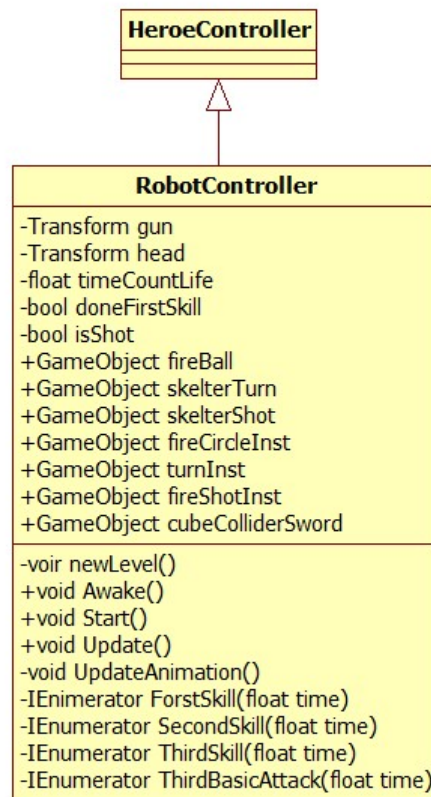 HeroeController
RobotController
-Transform gun
-Transform head
-float timeCountLife
-bool doneFirstSkill
-bool isShot
+GameObject fireBall
+GameObject skelterTurn
+GameObject skelterShot
+GameObject fireCircleInst
+GameObject turnInst
+GameObject fireShotInst
+GameObject cubeColliderSword
-voir newLevel()
+void Awake()
+void Start()
+void Update()
-void UpdateAnimation()
-IEnimerator ForstSkill(float time)
-IEnumerator SecondSkill(float time)
-IEnumerator ThirdSkill(float time)
-IEnumerator ThirdBasicAttack(float time)